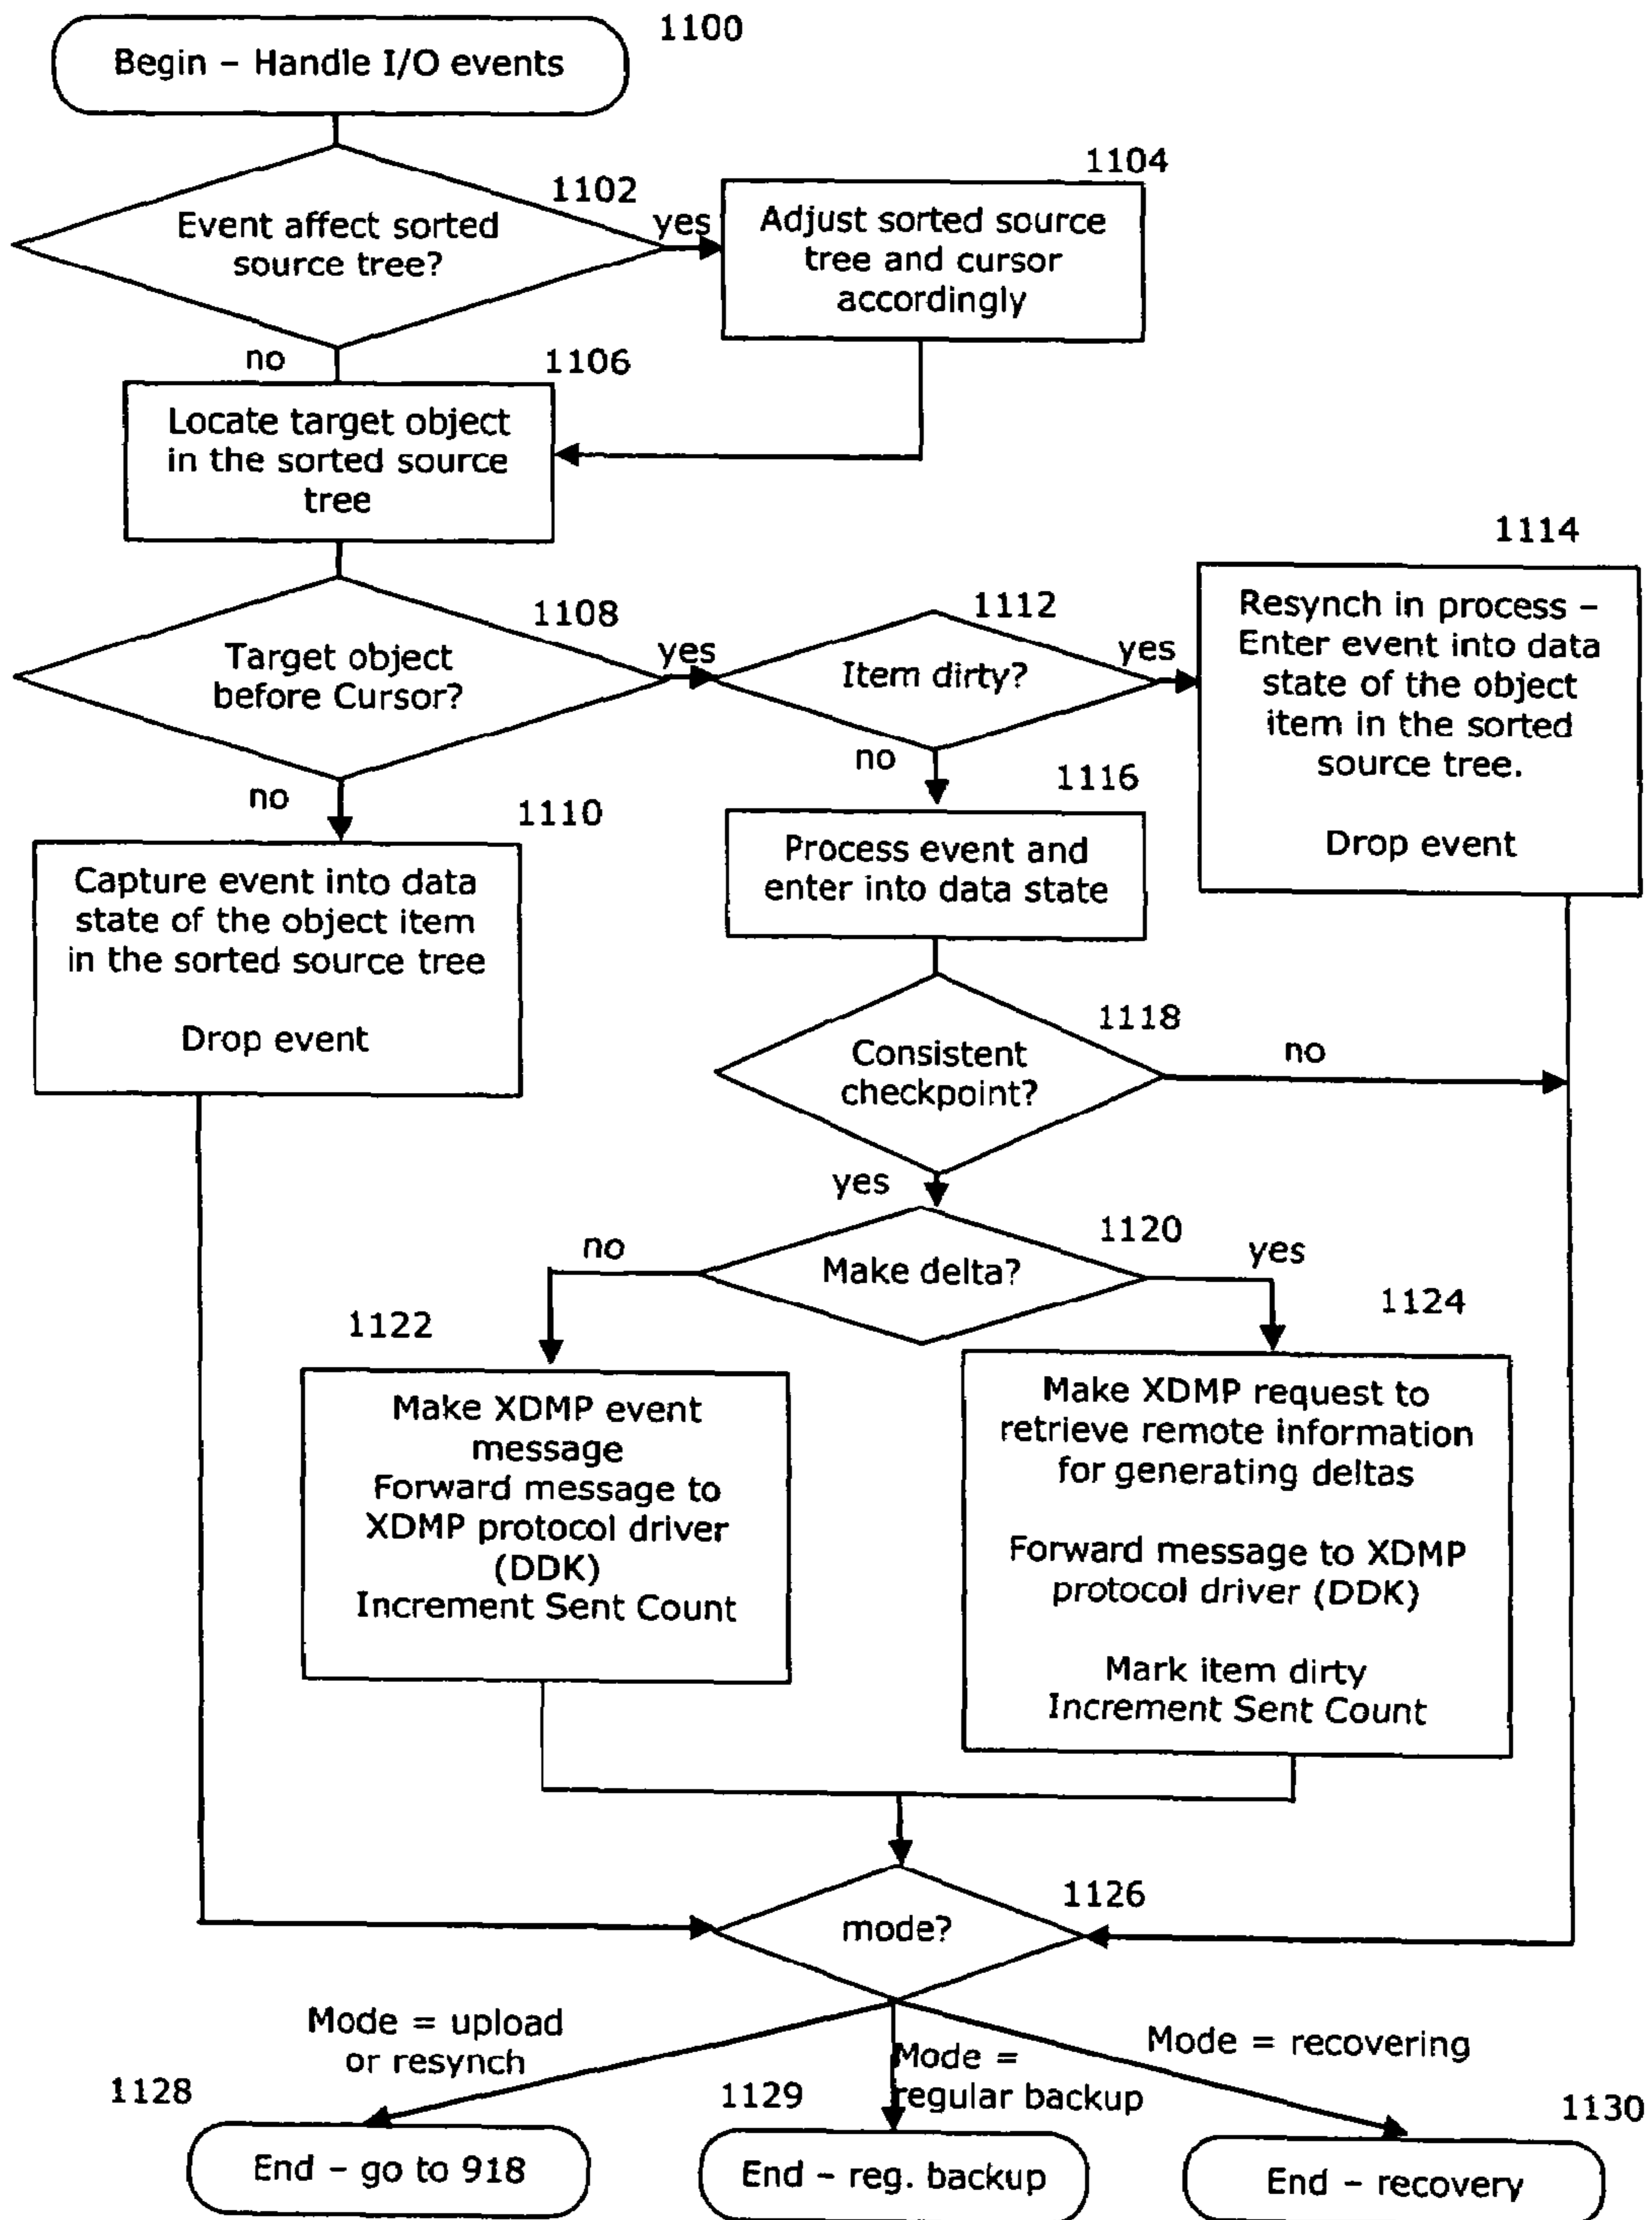 1100
Begin – Handle I/O events
1102
Event affect sorted
source tree?
yes
1104
Adjust sorted source
tree and cursor
accordingly
no
1106
Locate target object
in the sorted source
tree
1108
Target object
before Cursor?
yes
1112
Item dirty?
yes
1114
Resynch in process –
Enter event into data
state of the object
item in the sorted
source tree.
Drop event
no
1110
Capture event into data
state of the object item
in the sorted source tree
Drop event
no
1116
Process event and
enter into data state
1118
Consistent
checkpoint?
no
yes
1120
Make delta?
no
yes
1122
Make XDMP event
message
Forward message to
XDMP protocol driver
(DDK)
Increment Sent Count
1124
Make XDMP request to
retrieve remote information
for generating deltas
Forward message to XDMP
protocol driver (DDK)
Mark item dirty
Increment Sent Count
1126
mode?
Mode = upload
or resynch
Mode =
regular backup
Mode = recovering
1128
End – go to 918
1129
End – reg. backup
1130
End – recovery